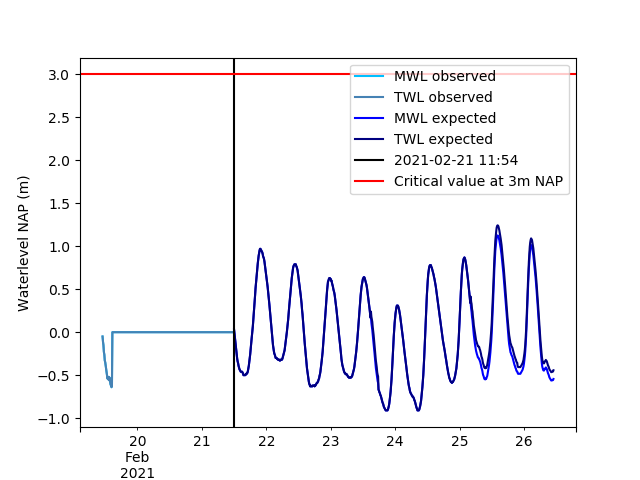 3.0
2.5
2.0
1.5
1.0
0.5
0.0
−0.5
−1.0
Waterlevel NAP (m)
MWL observed
TWL observed
MWL expected
TWL expected
2021-02-21 11:54
Critical value at 3m NAP
20 21 22 23 24 25 26
Feb
2021